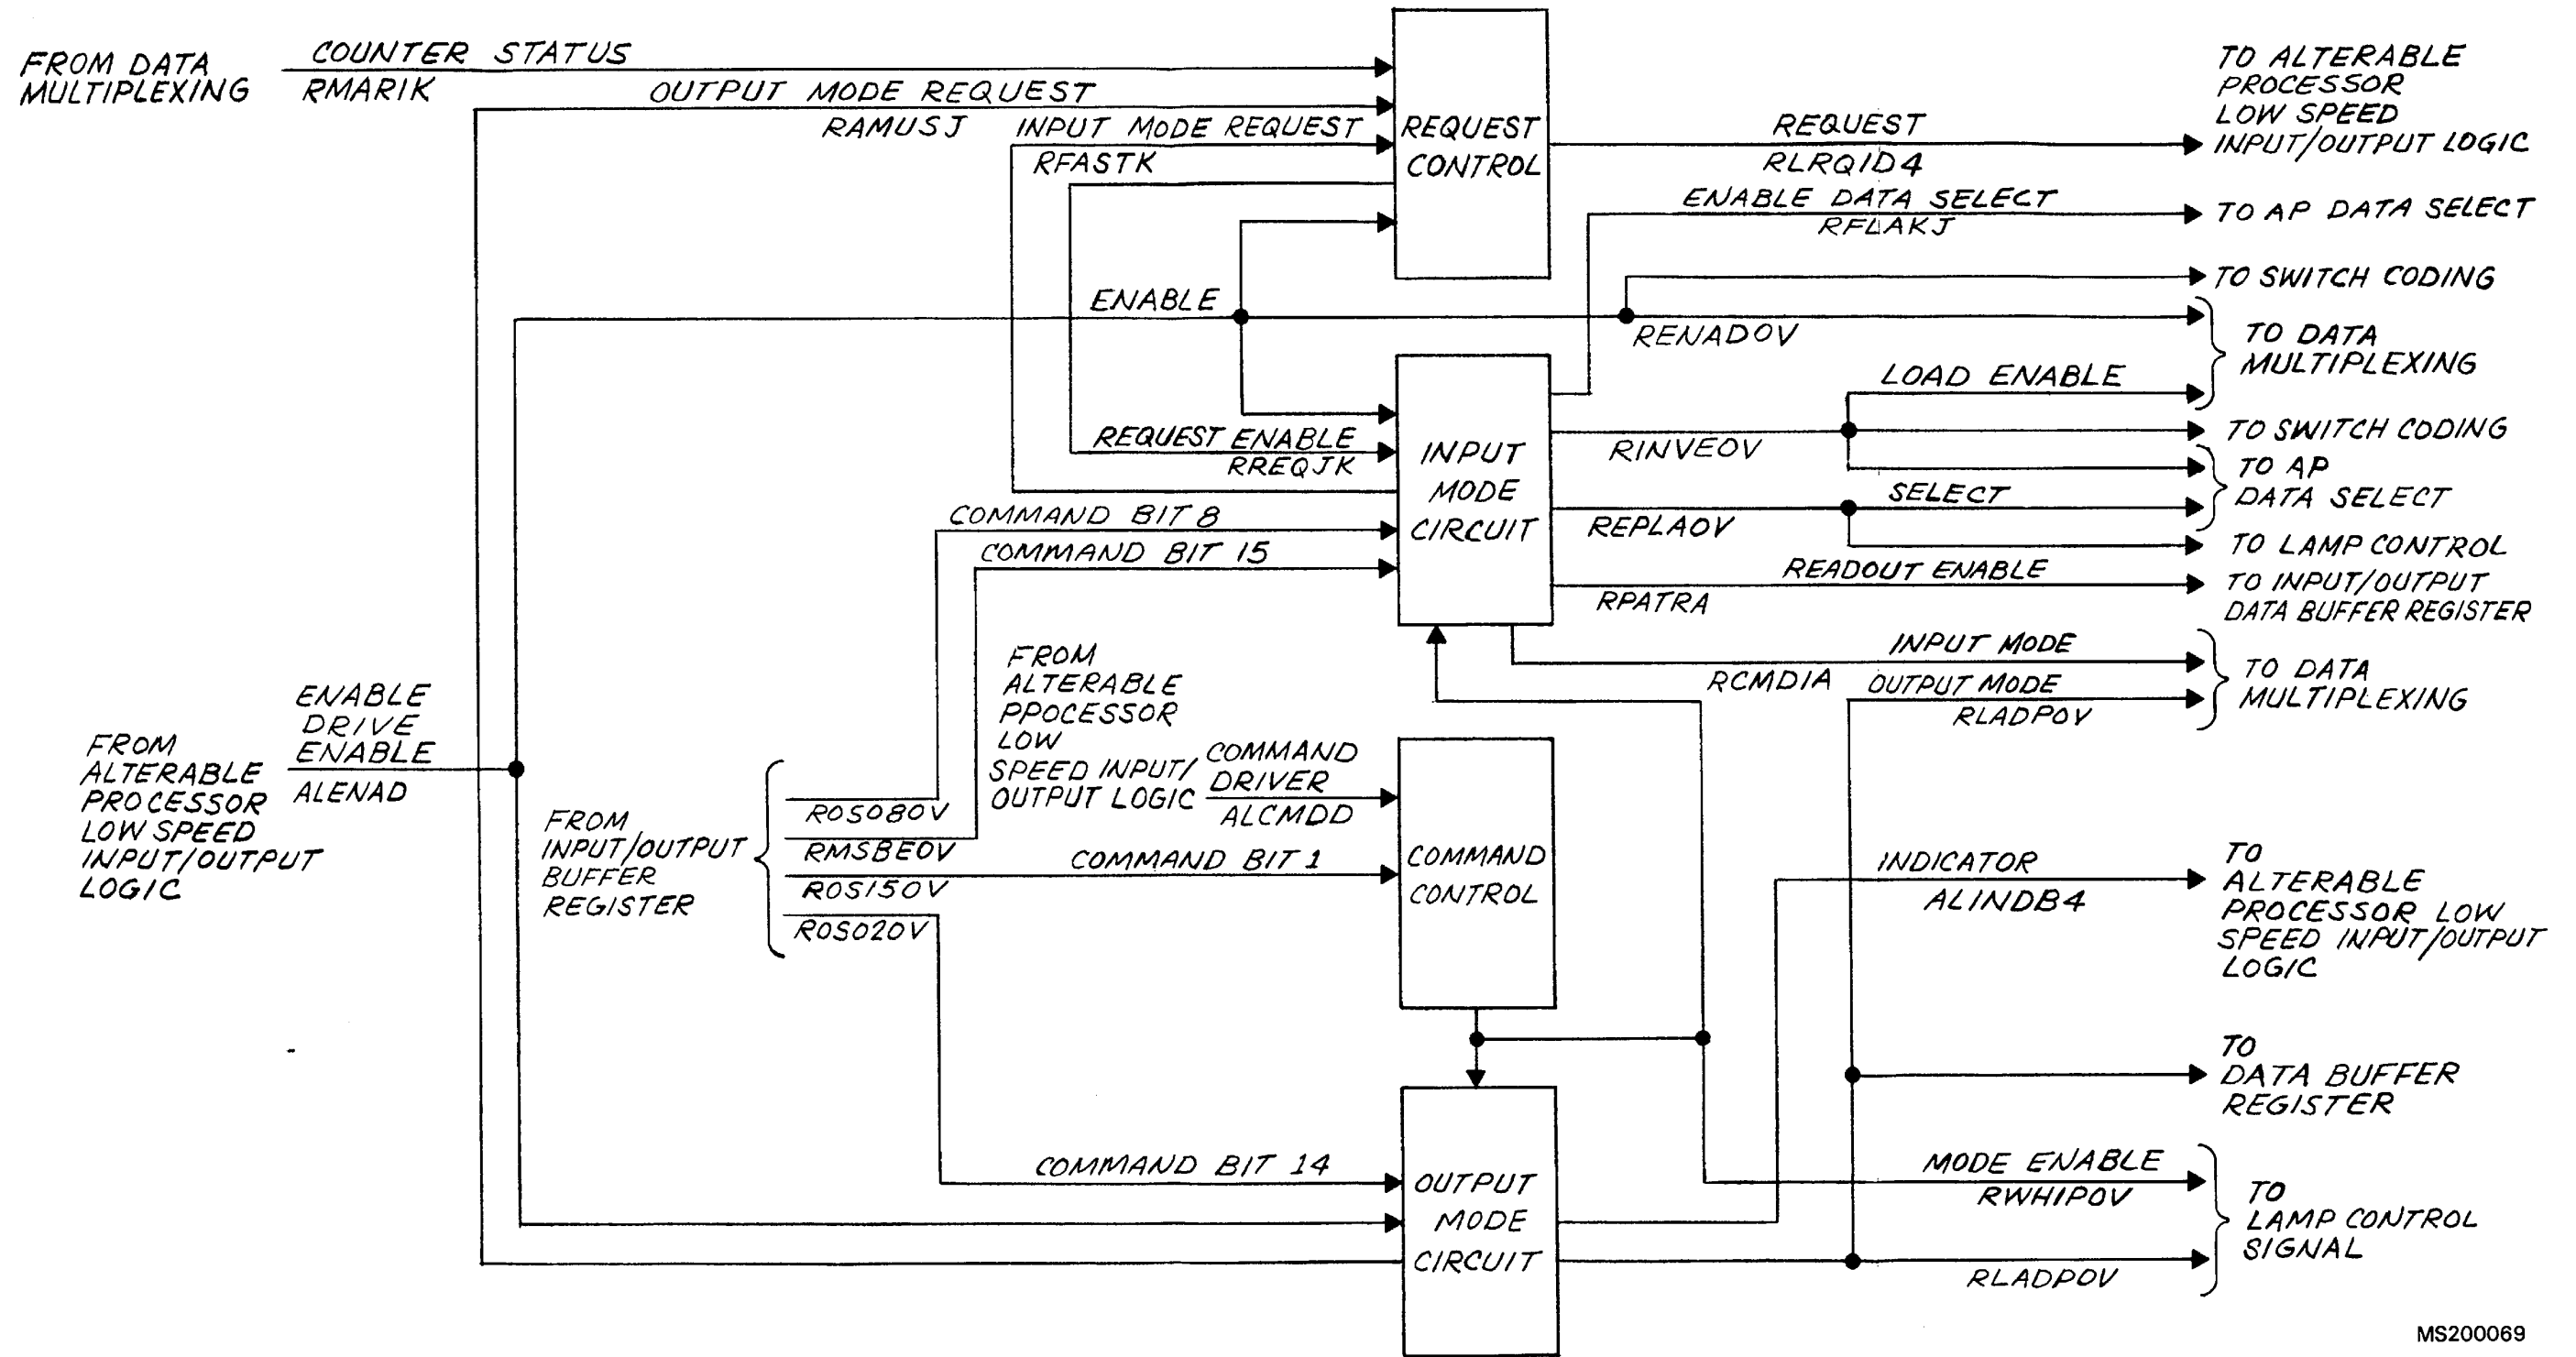 FROM DATA
MULTIPLEXING
COUNTER STATUS
RMARIK
OUTPUT MODE REQUEST
RAMUSJ
INPUT MODE REQUEST
RFASTK
REQUEST
CONTROL
REQUEST
RLRQID4
TO ALTERABLE
PROCESSOR
LOW SPEED
INPUT/OUTPUT LOGIC
ENABLE DATA SELECT
RFLAKJ
TO AP DATA SELECT
TO SWITCH CODING
ENABLE
RENADOV
TO DATA
MULTIPLEXING
LOAD ENABLE
REQUEST ENABLE
RREQJK
INPUT
MODE
CIRCUIT
RINVEOV
TO SWITCH CODING
TO AP
DATA SELECT
SELECT
REPLAOV
TO LAMP CONTROL
COMMAND BIT 8
COMMAND BIT 15
READOUT ENABLE
RPATRA
TO INPUT/OUTPUT
DATA BUFFER REGISTER
INPUT MODE
RCMDIA
OUTPUT MODE
RLADPOV
TO DATA
MULTIPLEXING
FROM
ALTERABLE
PPOCESSOR
LOW
SPEED INPUT/
OUTPUT LOGIC
COMMAND
DRIVER
ALCMDD
ENABLE
DRIVE
ENABLE
ALENAD
FROM
ALTERABLE
PROCESSOR
LOW SPEED
INPUT/OUTPUT
LOGIC
FROM
INPUT/OUTPUT
BUFFER
REGISTER
ROS080V
RMSBEOV
ROS150V
ROS020V
COMMAND BIT 1
COMMAND
CONTROL
INDICATOR
ALINDB4
TO
ALTERABLE
PROCESSOR LOW
SPEED INPUT/OUTPUT
LOGIC
TO
DATA BUFFER
REGISTER
COMMAND BIT 14
OUTPUT
MODE
CIRCUIT
MODE ENABLE
RWHIPOV
RLADPOV
TO
LAMP CONTROL
SIGNAL
MS200069